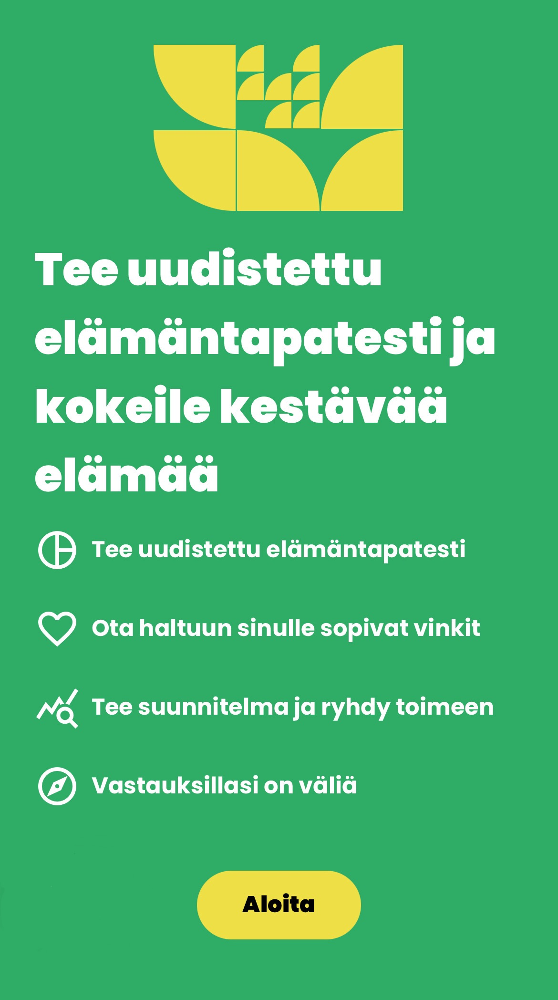 Tee uudistettu
elämäntapatesti ja
kokeile kestävää
elämää
Tee uudistettu elämäntapatesti
Ota haltuun sinulle sopivat vinkit
Tee suunnitelma ja ryhdy toimeen
Vastauksillasi on väliä
Aloita